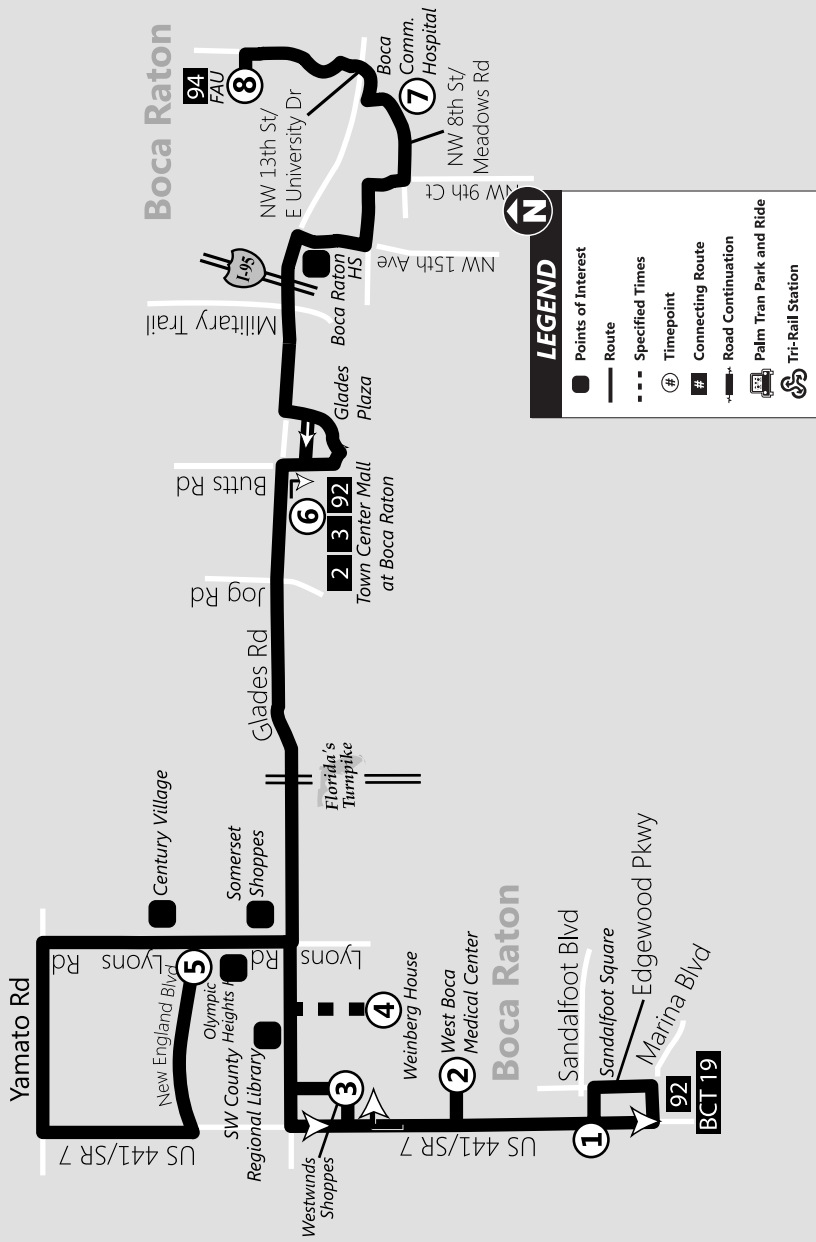 Boca Raton
94
FAU
8
Boca
Comm.
Hospital
7
NW 13th St/
E University Dr
NW 8th St/
Meadows Rd
NW 9th Ct
NW 15th Ave
I-95
Boca Raton
HS
Military Trail
Glades
Plaza
Butts Rd
6
2 3 92
Town Center Mall
at Boca Raton
Jog Rd
Glades Rd
Florida's
Turnpike
Century Village
Somerset
Shoppes
Yamato Rd
Lyons Rd
Lyons Rd
5
New England Blvd
Olympic
Heights
SW County
Regional Library
US 441/SR 7
4
Weinberg House
3
Westwinds
Shoppes
2
West Boca
Medical Center
Boca Raton
US 441/SR 7
Sandalfoot Blvd
1
Sandalfoot Square
Edgewood Pkwy
Marina Blvd
92
BCT 19
N
LEGEND
Points of Interest
Route
Specified Times
# Timepoint
# Connecting Route
Road Continuation
Palm Tran Park and Ride
Tri-Rail Station